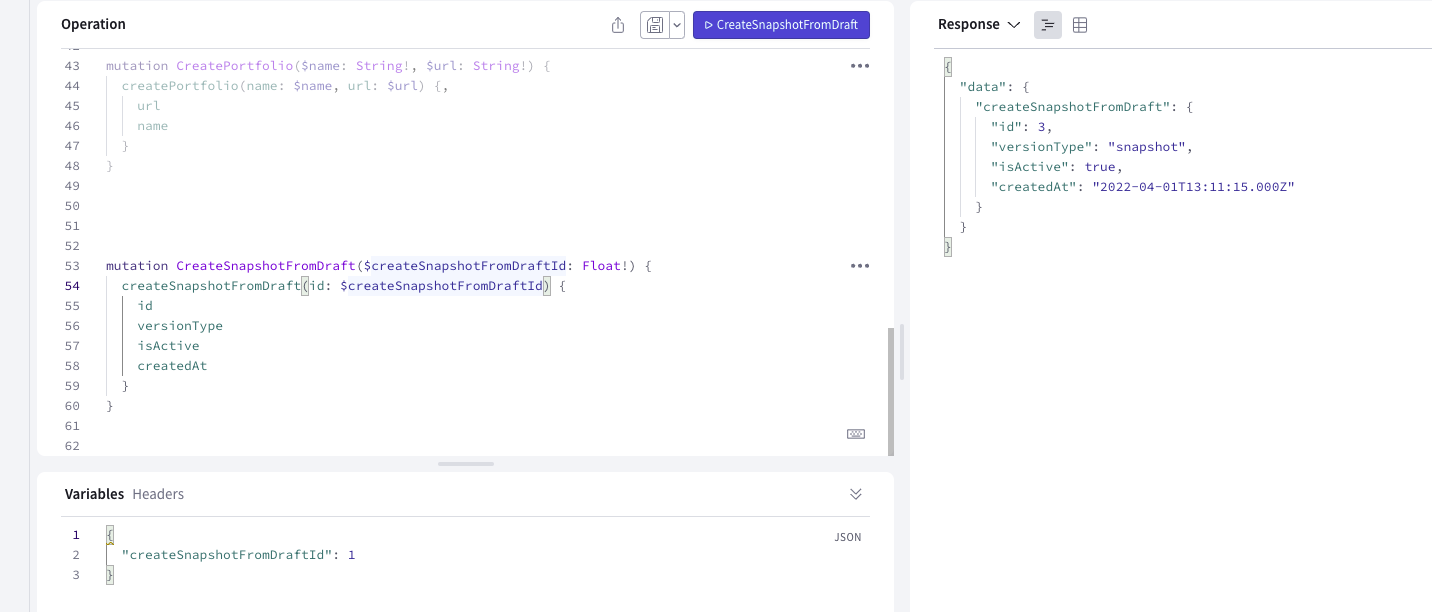 Operation
CreateSnapshotFromDraft
43 mutation CreatePortfolio($name: String!, $url: String!) {
44 createPortfolio(name: $name, url: $url) {,
45 url
46 name
47 }
48 }
49
50
51
52
53 mutation CreateSnapshotFromDraft($createSnapshotFromDraftId: Float!) {
54 createSnapshotFromDraft(id: $createSnapshotFromDraftId) {
55 id
56 versionType
57 isActive
58 createdAt
59 }
60 }
61
62
Variables Headers
JSON
1 {
2 "createSnapshotFromDraftId": 1
3 }
Response
{
"data": {
"createSnapshotFromDraft": {
"id": 3,
"versionType": "snapshot",
"isActive": true,
"createdAt": "2022-04-01T13:11:15.000Z"
}
}
}